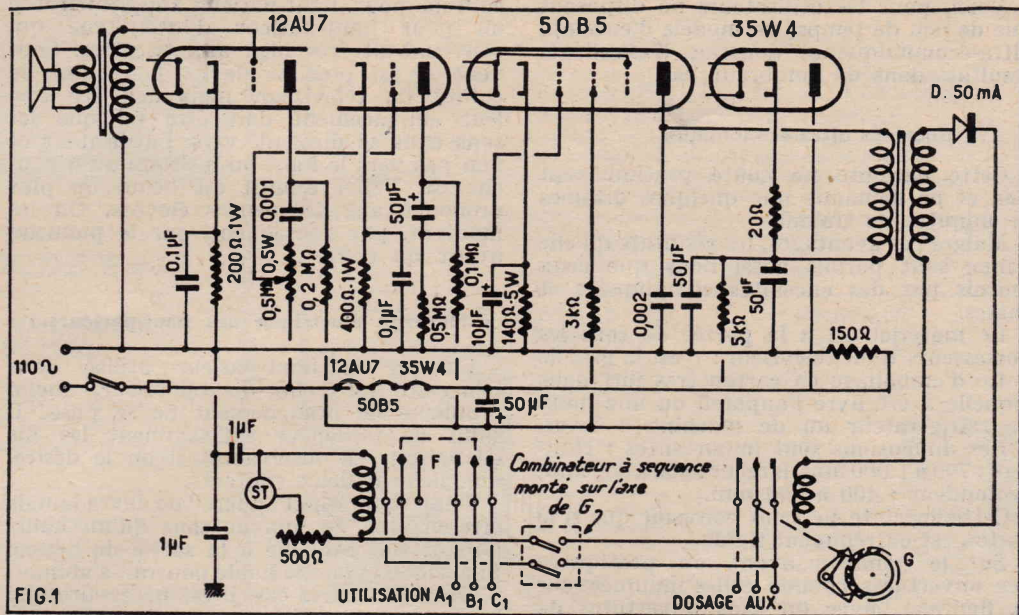 12AU7
50B5
35W4
D. 50 mA
0,1µF
200Ω-1W
0,5MΩ 0,5W
0,001
0,2 MΩ
400Ω-1W
0,1µF
50µF
0,5MΩ
0,1MΩ
10µF
140Ω-5W
3kΩ
0,002
50µF
5kΩ
20Ω
50µF
150Ω
110
12AU7
35W4
50B5
50µF
1µF
1µF
ST
500Ω
I F
Combinateur à sequence
monté sur l'axe
de G
UTILISATION A1 B1 C1
DOSAGE AUX.
G
FIG.1